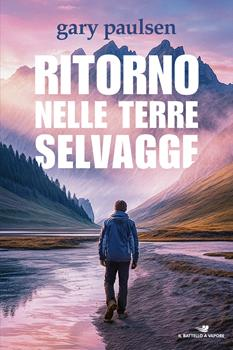 gary paulsen
RITORNO
NELLE TERRE
SELVAGGE
IL BATTELLO A VAPORE